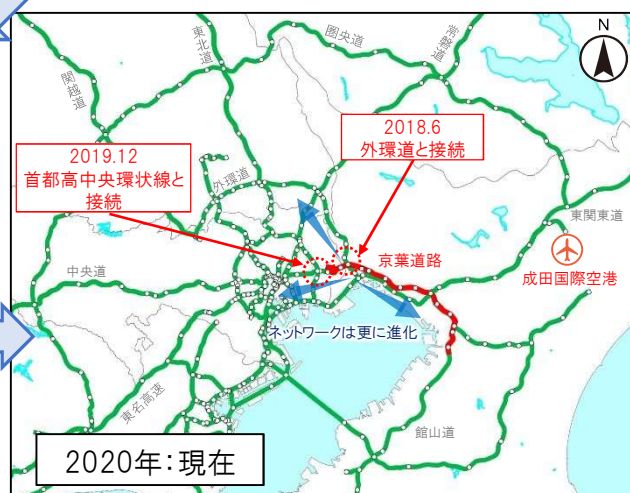 N
圏央道
常磐道
東北道
関越道
2018.6
外環道と接続
2019.12
首都高中央環状線と
接続
外環道
東関東道
京葉道路
成田国際空港
中央道
ネットワークは更に進化
東名高速
館山道
2020年:現在